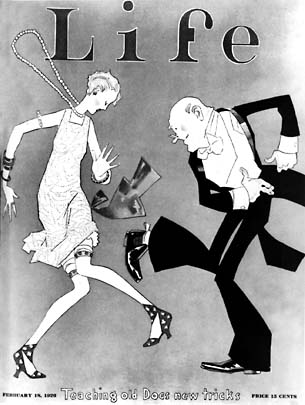 Life
FEBRUARY 18, 1926
Teaching old Dogs new tricks
PRICE 15 CENTS